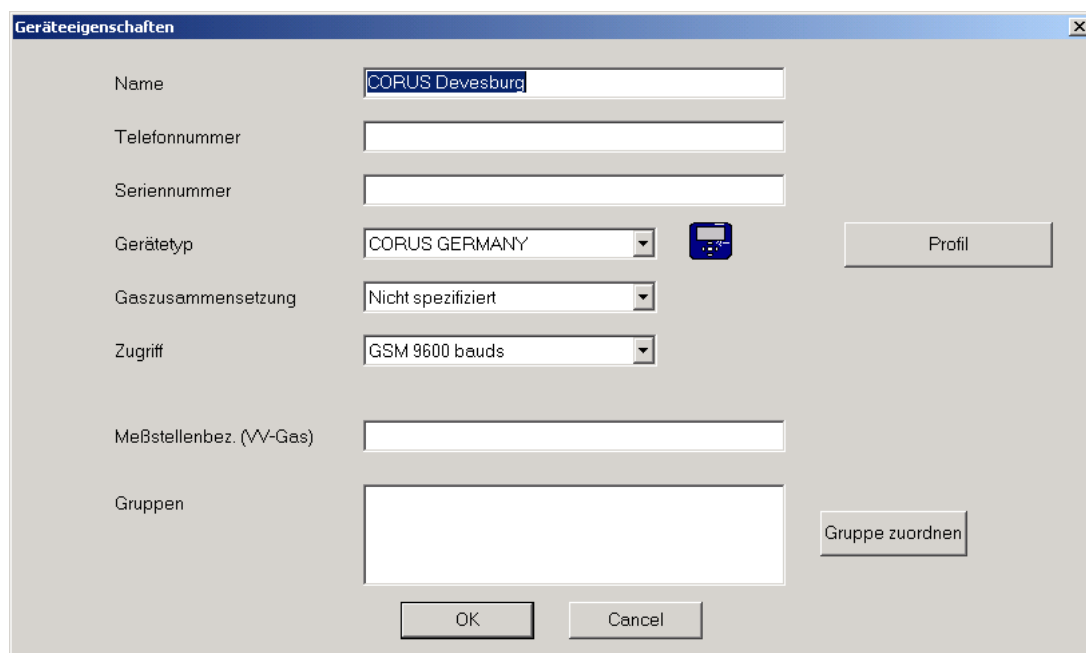 Geräteeigenschaften
Name
CORUS Devesburg
Telefonnummer
Seriennummer
Gerätetyp
CORUS GERMANY
Profil
Gaszusammensetzung
Nicht spezifiziert
Zugriff
GSM 9600 bauds
Meßstellenbez. (VV-Gas)
Gruppen
Gruppe zuordnen
OK
Cancel